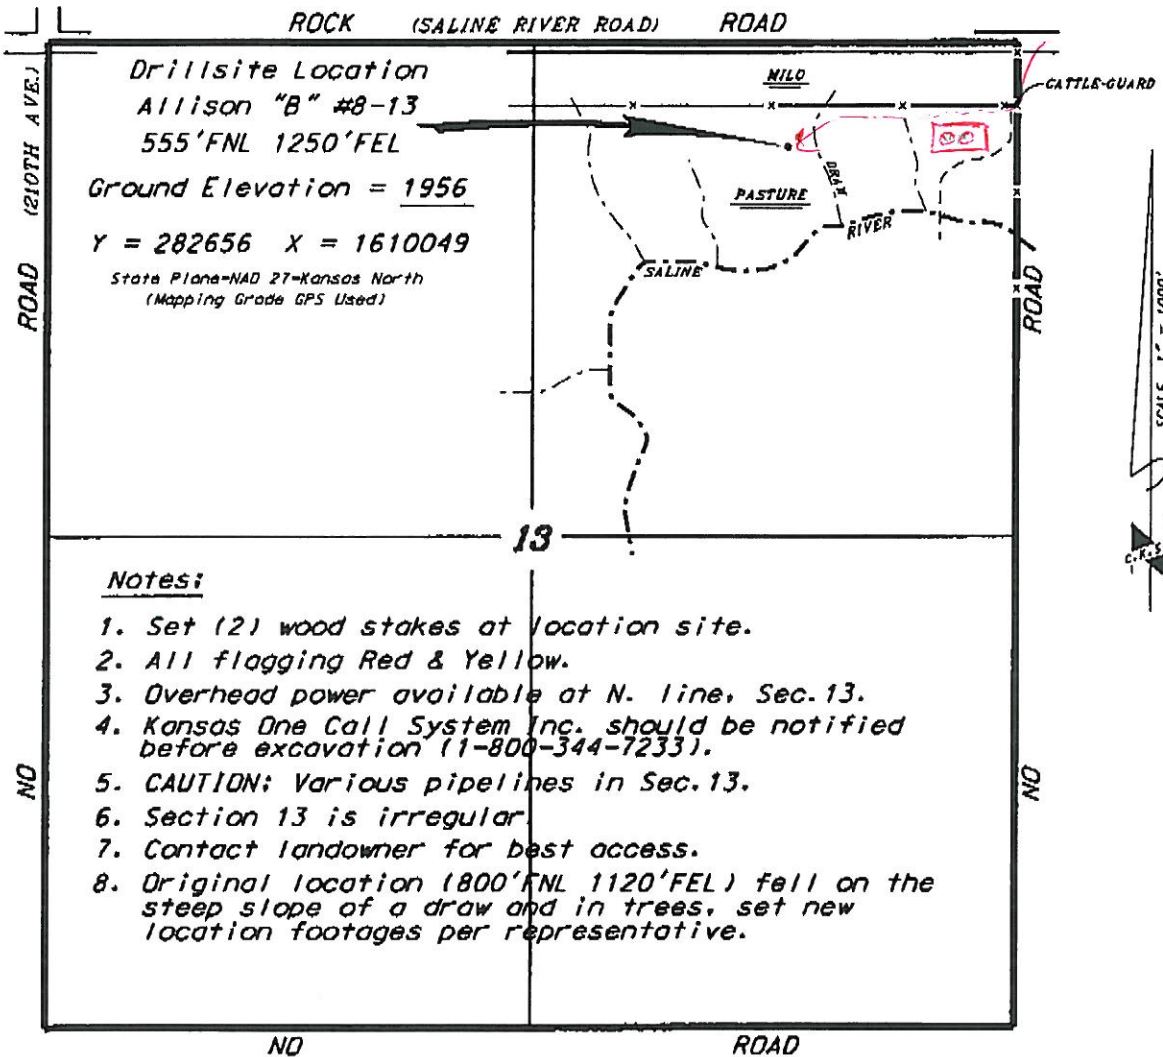 ROCK (SALINE RIVER ROAD) ROAD
(210TH AVE.)
ROAD
NO
Drillsite Location
Allison "B" #8-13
555'FNL 1250'FEL
Ground Elevation = 1956
Y = 282656 X = 1610049
State Plane-NAD 27-Kansas North
(Mapping Grade GPS Used)
MILO
CATTLE-GUARD
DRAW
PASTURE
RIVER
SALINE
ROAD
NO
SCALE 1" = 1000'
C.K.S
13
Notes:
1. Set (2) wood stakes at location site.
2. All flagging Red & Yellow.
3. Overhead power available at N. line, Sec.13.
4. Kansas One Call System Inc. should be notified
before excavation (1-800-344-7233).
5. CAUTION: Various pipelines in Sec.13.
6. Section 13 is irregular.
7. Contact landowner for best access.
8. Original location (800'FNL 1120'FEL) fell on the
steep slope of a draw and in trees, set new
location footages per representative.
NO ROAD